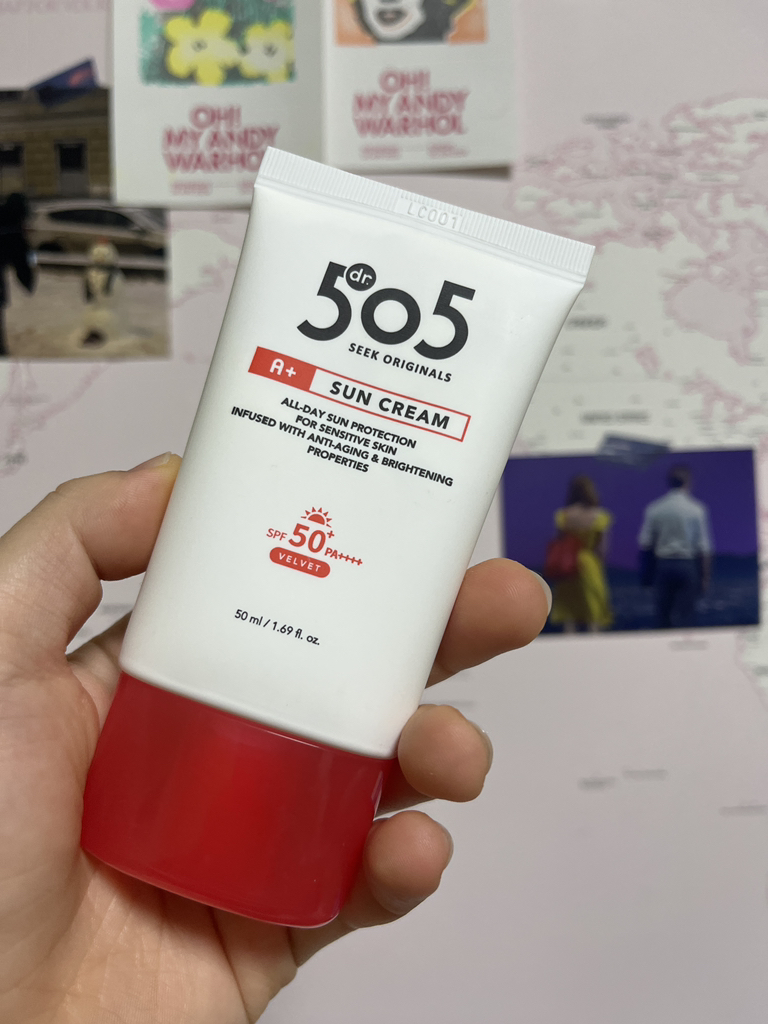 OH!
MY ANDY
WARHOL
OH!
MY ANDY
WARHOL
LC001
dr.
505
SEEK ORIGINALS
A+ SUN CREAM
ALL-DAY SUN PROTECTION
FOR SENSITIVE SKIN
INFUSED WITH ANTI-AGING & BRIGHTENING
PROPERTIES
SPF 50+ PA++++
VELVET
50 ml / 1.69 fl. oz.